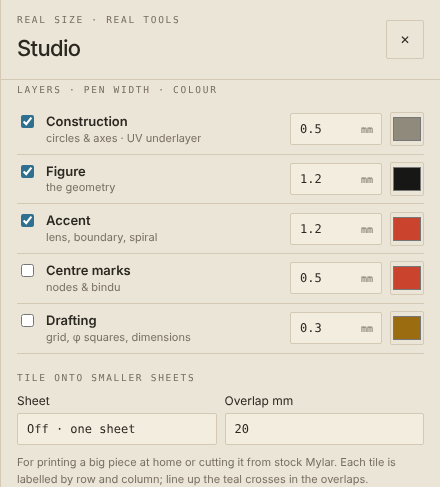 REAL SIZE · REAL TOOLS
Studio
×
LAYERS · PEN WIDTH · COLOUR
Construction
circles & axes · UV underlayer
0.5 mm
Figure
the geometry
1.2 mm
Accent
lens, boundary, spiral
1.2 mm
Centre marks
nodes & bindu
0.5 mm
Drafting
grid, φ squares, dimensions
0.3 mm
TILE ONTO SMALLER SHEETS
Sheet
Overlap mm
Off · one sheet
20
For printing a big piece at home or cutting it from stock Mylar. Each tile is
labelled by row and column; line up the teal crosses in the overlaps.